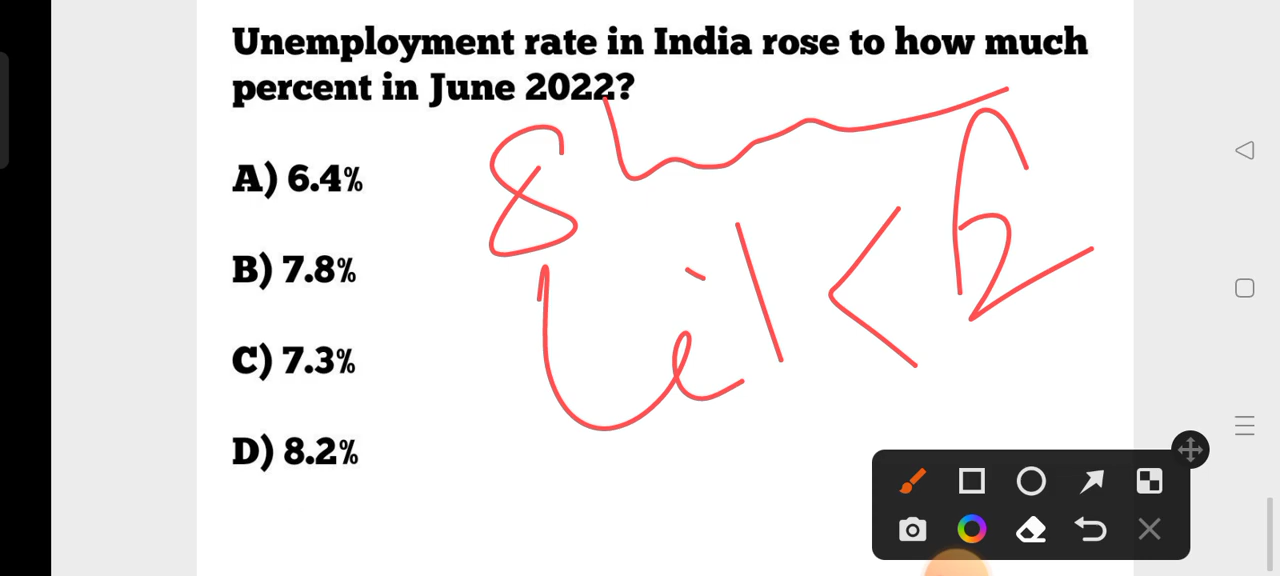 Unemployment rate in India rose to how much
percent in June 2022?
A) 6.4%
B) 7.8%
C) 7.3%
D) 8.2%